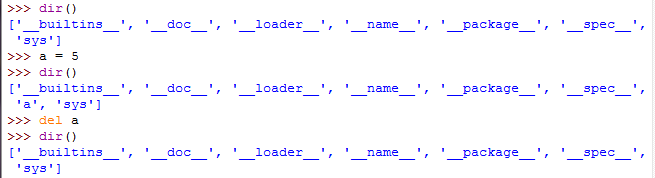 >>> dir()
['__builtins__', '__doc__', '__loader__', '__name__', '__package__', '__spec__',
 'sys']
>>> a = 5
>>> dir()
['__builtins__', '__doc__', '__loader__', '__name__', '__package__', '__spec__',
 'a', 'sys']
>>> del a
>>> dir()
['__builtins__', '__doc__', '__loader__', '__name__', '__package__', '__spec__',
 'sys']